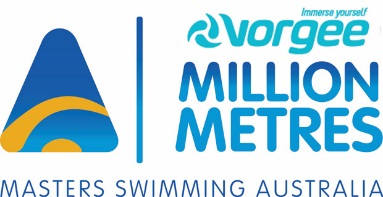 Immerse yourself
vorgee
MILLION
METRES
MASTERS SWIMMING AUSTRALIA